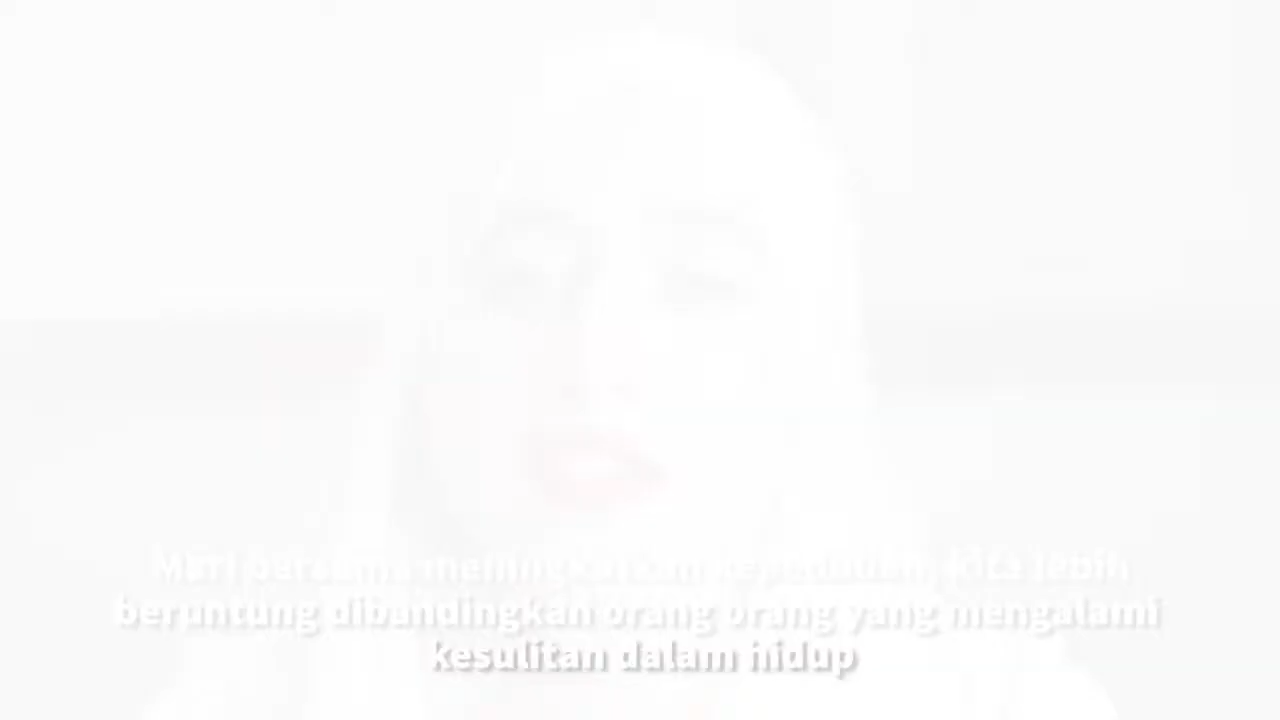 Mari bersama meningkatkan kepedulian, kita lebih
beruntung dibandingkan orang orang yang mengalami
kesulitan dalam hidup